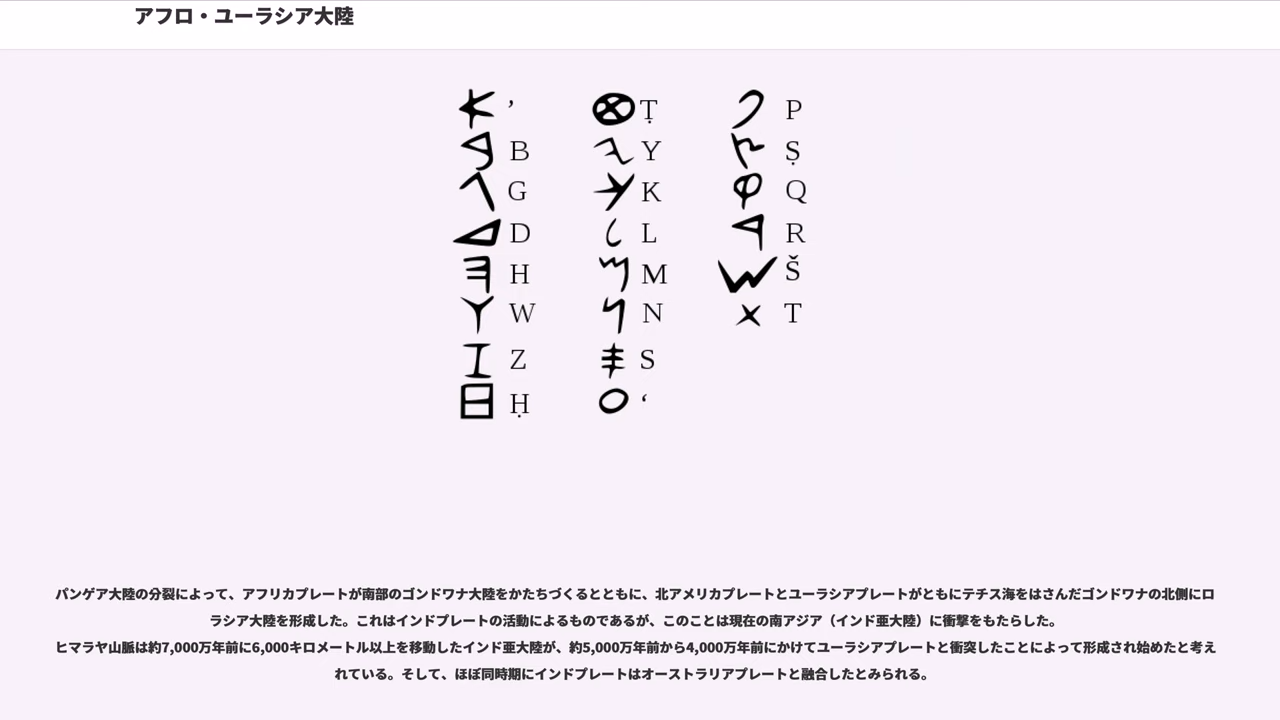 アフロ・ユーラシア大陸
𐤀 ʾ 𐤈 Ṭ 𐤐 P
𐤁 B 𐤉 Y 𐤑 Ṣ
𐤂 G 𐤊 K 𐤒 Q
𐤃 D 𐤋 L 𐤓 R
𐤄 H 𐤌 M 𐤔 Š
𐤅 W 𐤍 N 𐤕 T
𐤆 Z 𐤎 S
𐤇 Ḥ 𐤏 ʿ
パンゲア大陸の分裂によって、アフリカプレートが南部のゴンドワナ大陸をかたちづくるとともに、北アメリカプレートとユーラシアプレートがともにテチス海をはさんだゴンドワナの北側にロ
ラシア大陸を形成した。これはインドプレートの活動によるものであるが、このことは現在の南アジア（インド亜大陸）に衝撃をもたらした。
ヒマラヤ山脈は約7,000万年前に6,000キロメートル以上を移動したインド亜大陸が、約5,000万年前から4,000万年前にかけてユーラシアプレートと衝突したことによって形成され始めたと考え
れている。そして、ほぼ同時期にインドプレートはオーストラリアプレートと融合したとみられる。